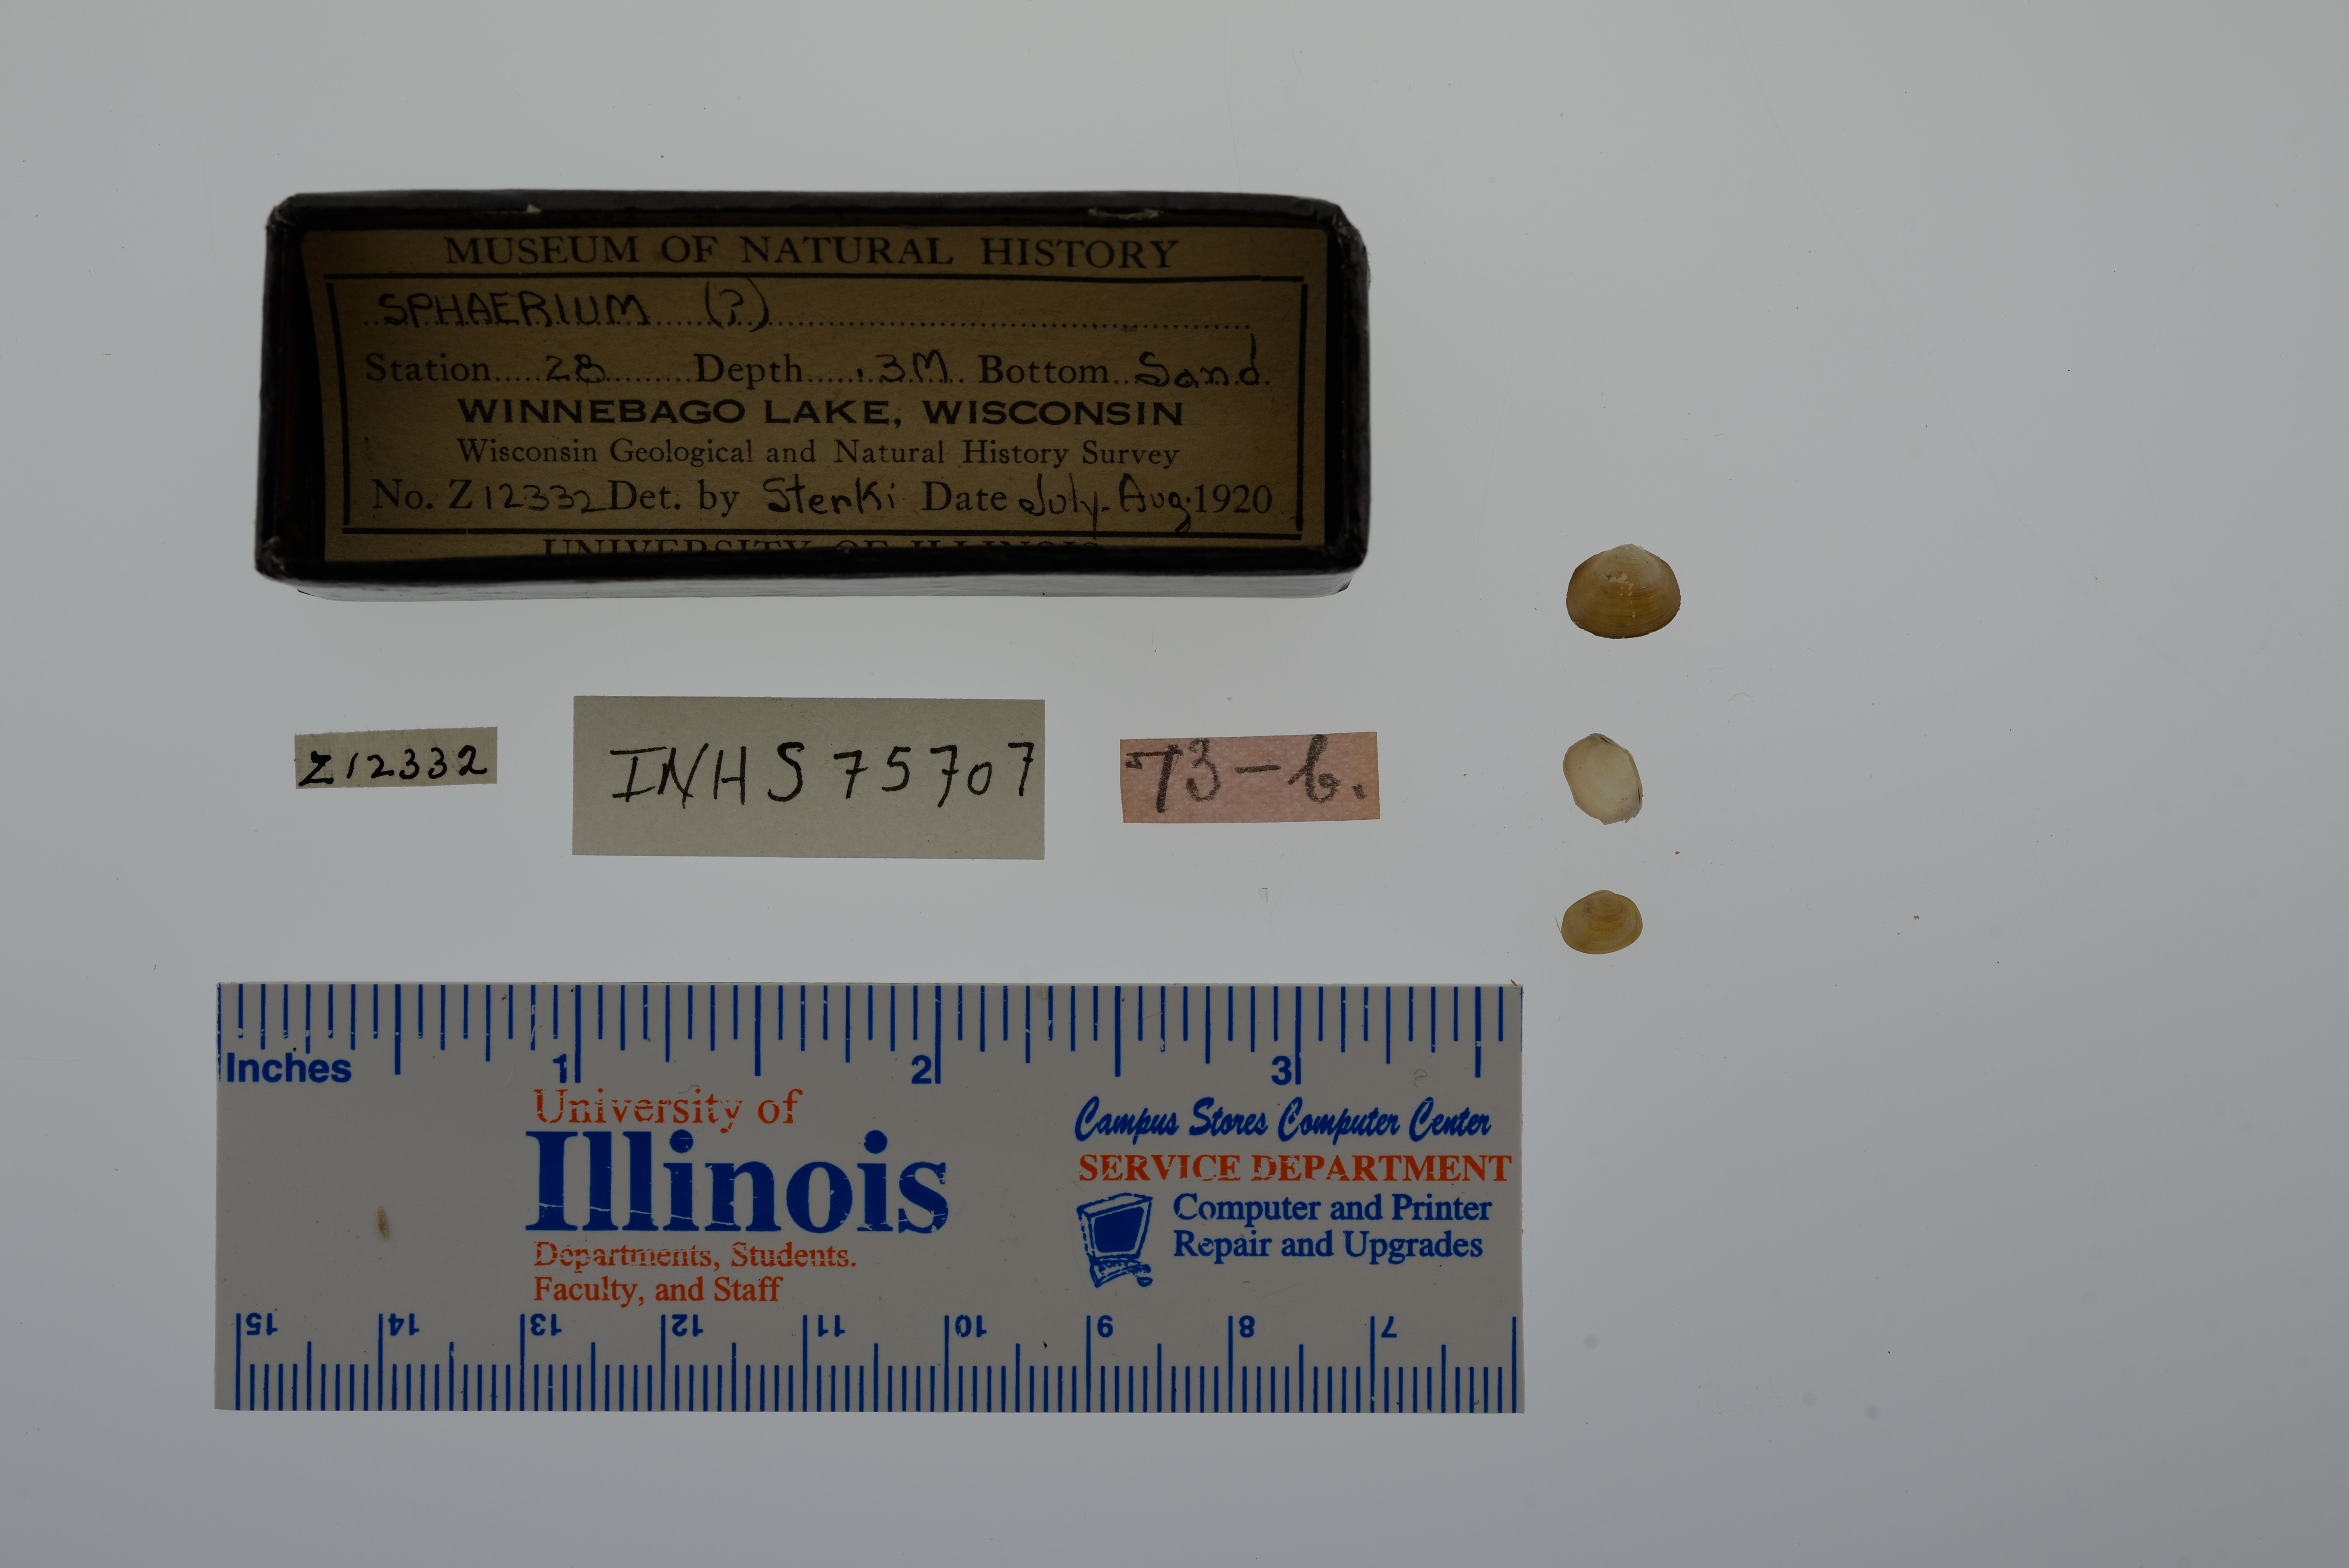 MUSEUM OF NATURAL HISTORY
SPHAERIUM (?)
Station 28 Depth .3M Bottom Sand
WINNEBAGO LAKE, WISCONSIN
Wisconsin Geological and Natural History Survey
No. Z12332 Det. by Sterki Date July-Aug. 1920
UNIVERSITY OF ILLINOIS
Z12332
INHS 75707
73-b.
Inches 1 2 3
University of
Illinois
Departments, Students.
Faculty, and Staff
Campus Stores Computer Center
SERVICE DEPARTMENT
Computer and Printer
Repair and Upgrades
15 14 13 12 11 10 9 8 7